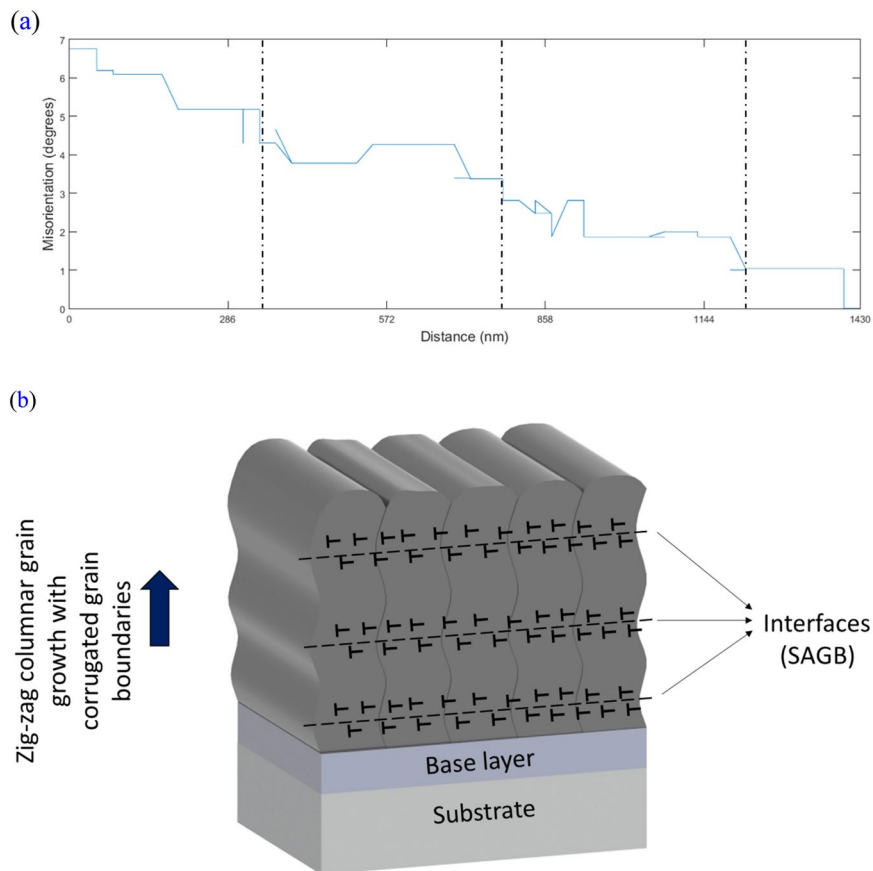 (a)
7
6
5
4
3
2
1
0
Misorientation (degrees)
0
286
572
858
1144
1430
Distance (nm)
(b)
Zig-zag columnar grain
growth with
corrugated grain
boundaries
Interfaces
(SAGB)
Base layer
Substrate